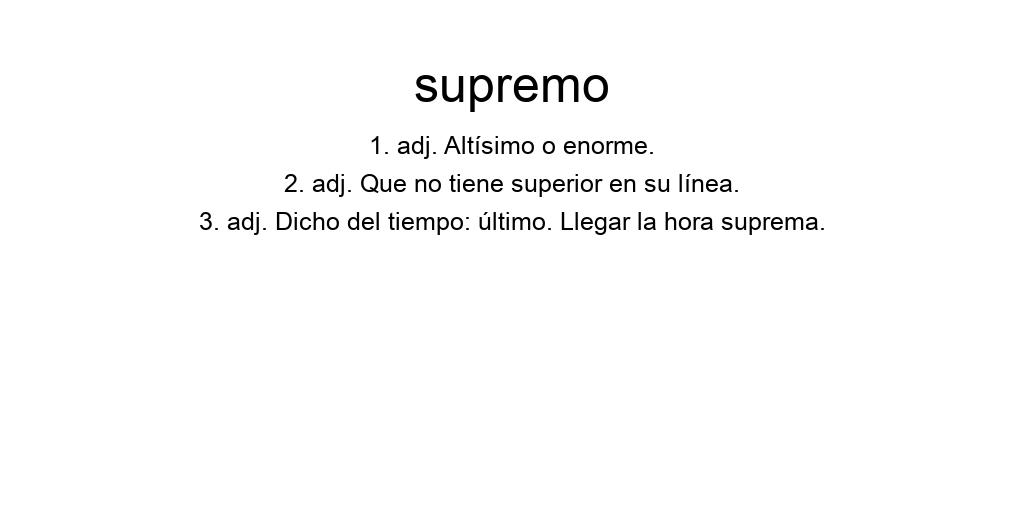 supremo
1. adj. Altísimo o enorme.
2. adj. Que no tiene superior en su línea.
3. adj. Dicho del tiempo: último. Llegar la hora suprema.